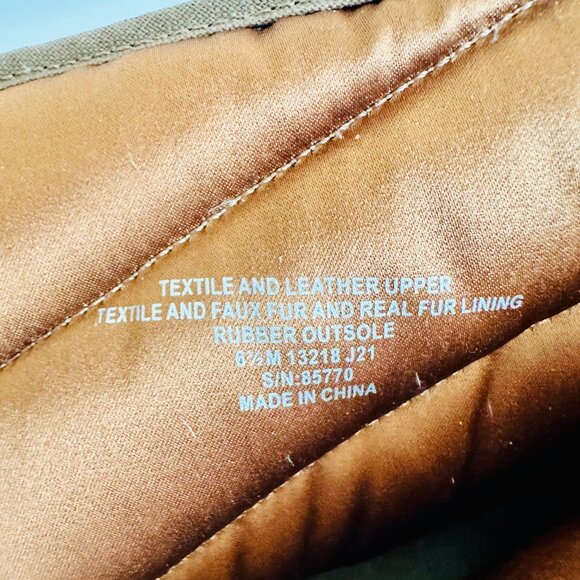 TEXTILE AND LEATHER UPPER
TEXTILE AND FAUX FUR AND REAL FUR LINING
RUBBER OUTSOLE
6½M 13218 J21
S/N:85770
MADE IN CHINA